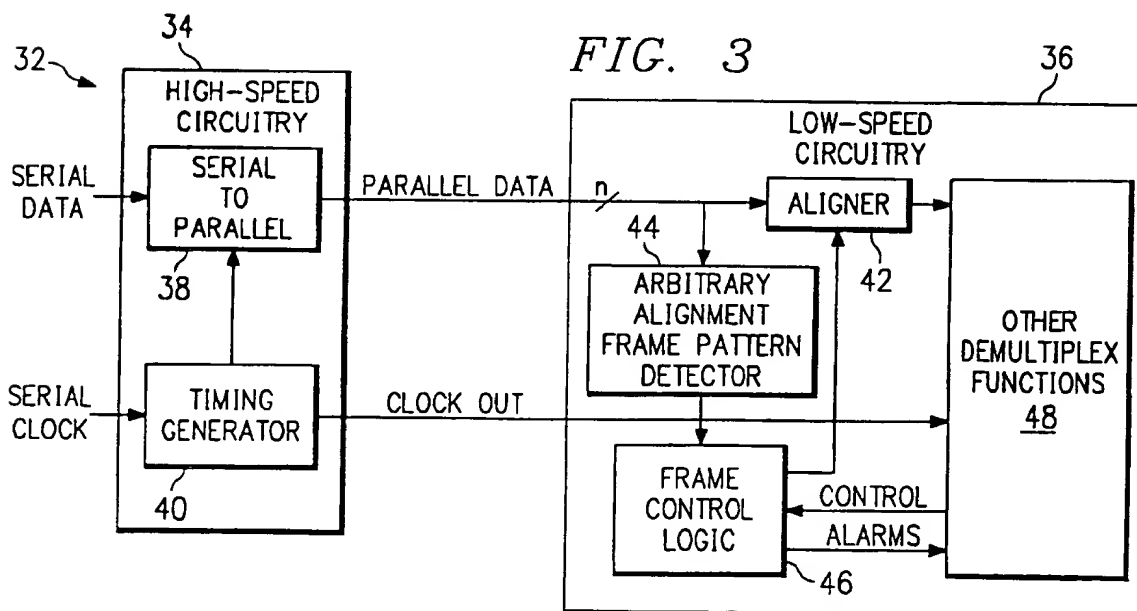 FIG. 3
32
34
HIGH-SPEED
CIRCUITRY
SERIAL
DATA
SERIAL
TO
PARALLEL
38
PARALLEL DATA
n
SERIAL
CLOCK
TIMING
GENERATOR
40
CLOCK OUT
36
LOW-SPEED
CIRCUITRY
ALIGNER
42
44
ARBITRARY
ALIGNMENT
FRAME PATTERN
DETECTOR
FRAME
CONTROL
LOGIC
46
CONTROL
ALARMS
OTHER
DEMULTIPLEX
FUNCTIONS
48